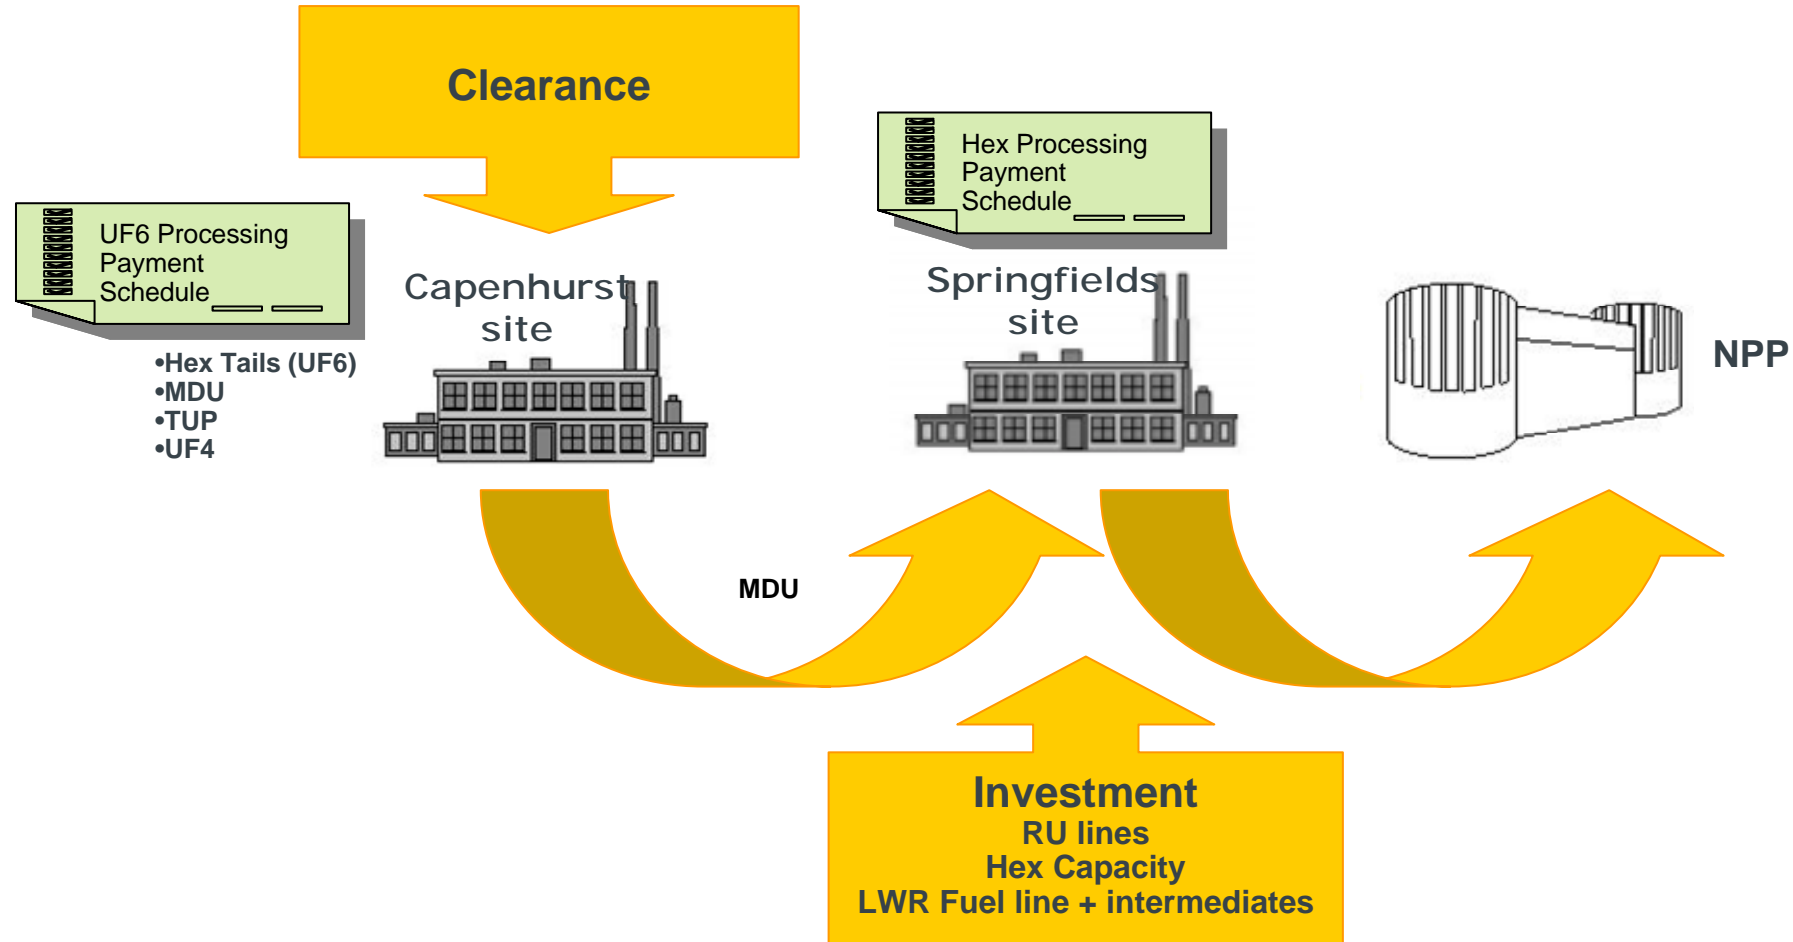 Clearance
Hex Processing
Payment
Schedule
UF6 Processing
Payment
Schedule
Capenhurst
site
Springfields
site
•Hex Tails (UF6)
•MDU
•TUP
•UF4
NPP
MDU
Investment
RU lines
Hex Capacity
LWR Fuel line + intermediates